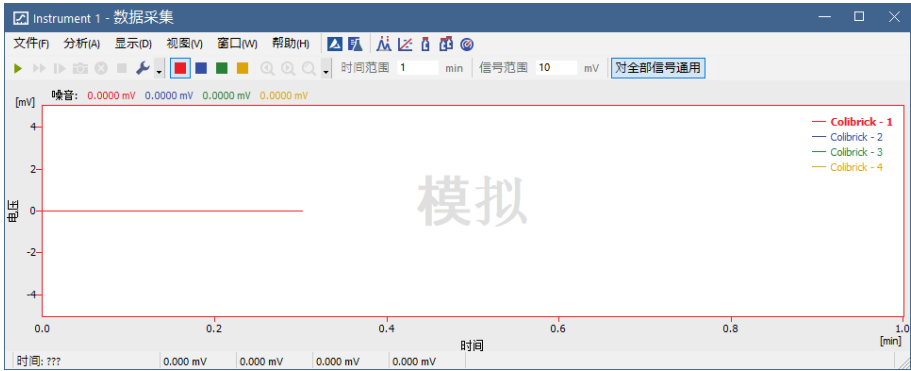 Instrument 1 - 数据采集
文件(F) 分析(A) 显示(D) 视图(V) 窗口(W) 帮助(H)
时间范围 1 min 信号范围 10 mV 对全部信号通用
[mV] 噪音: 0.0000 mV 0.0000 mV 0.0000 mV 0.0000 mV
Colibrick - 1
Colibrick - 2
Colibrick - 3
Colibrick - 4
4
2
0
-2
-4
电压
模拟
0.0 0.2 0.4 0.6 0.8 1.0
时间 [min]
时间: ??? 0.000 mV 0.000 mV 0.000 mV 0.000 mV